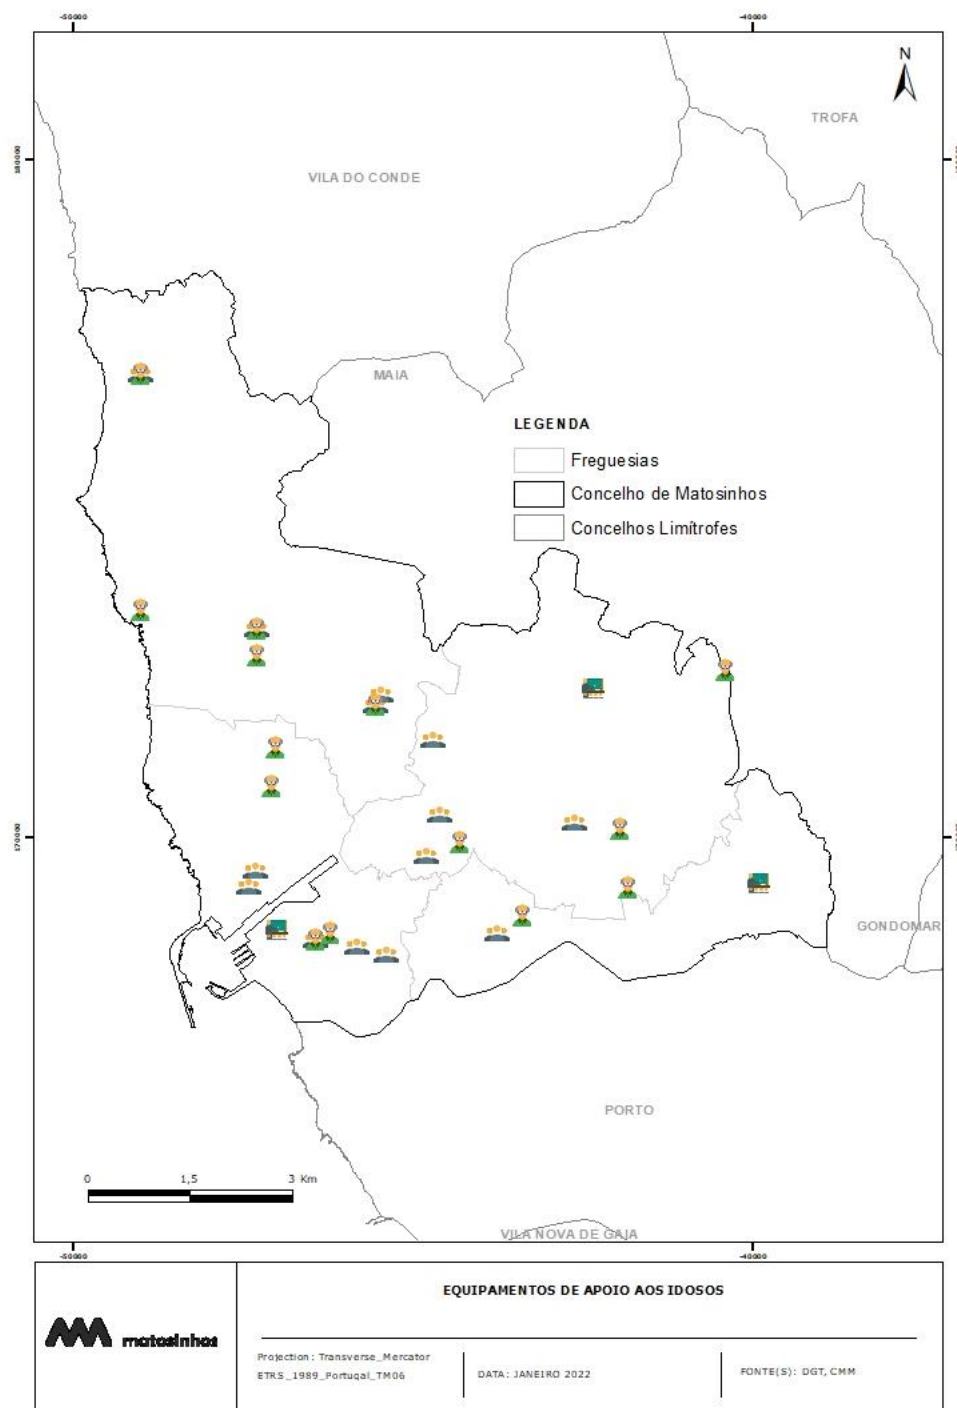 -50000
-40000
N
TROFA
180000
VILA DO CONDE
MAIA
LEGENDA
Freguesias
Concelho de Matosinhos
Concelhos Limítrofes
170000
GONDOMAR
PORTO
0 1,5 3 Km
VILA NOVA DE GAIA
-50000
-40000
EQUIPAMENTOS DE APOIO AOS IDOSOS
matosinhos
Projection: Transverse_Mercator
ETRS_1989_Portugal_TM06
DATA: JANEIRO 2022
FONTE(S): DGT, CMM